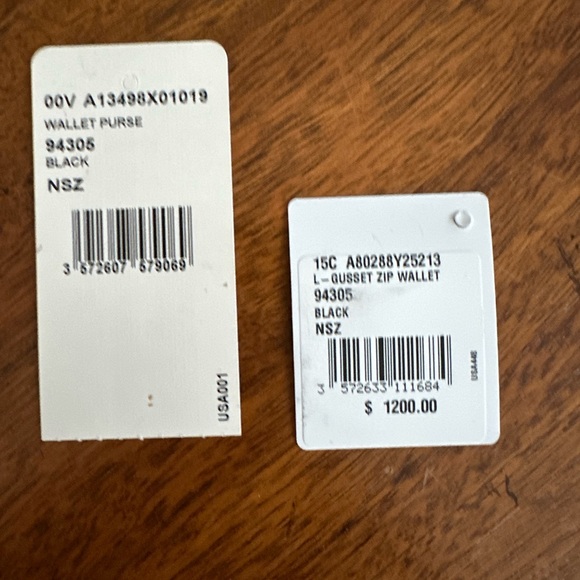 00V A13498X01019
WALLET PURSE
94305
BLACK
NSZ
3 572607 579069
USA001
15C A80288Y25213
L-GUSSET ZIP WALLET
94305
BLACK
NSZ
3 572633 111684
USA446
$ 1200.00